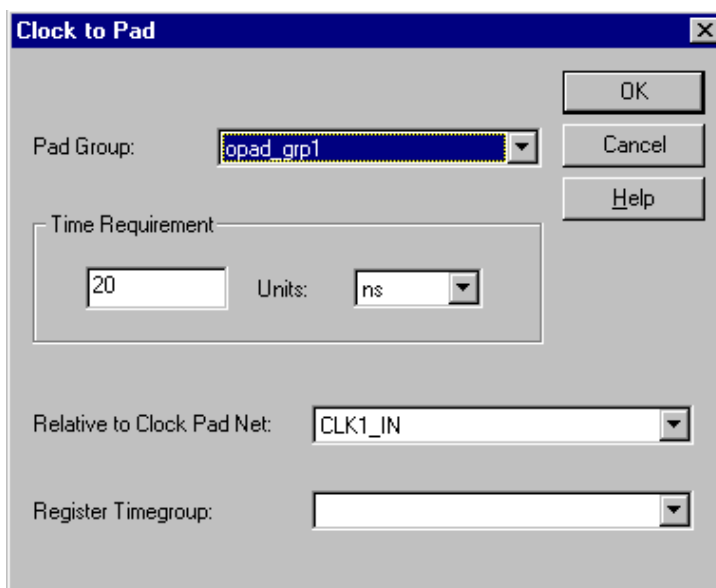 Clock to Pad
OK
Pad Group: opad_grp1
Cancel
Help
Time Requirement
20 Units: ns
Relative to Clock Pad Net: CLK1_IN
Register Timegroup: